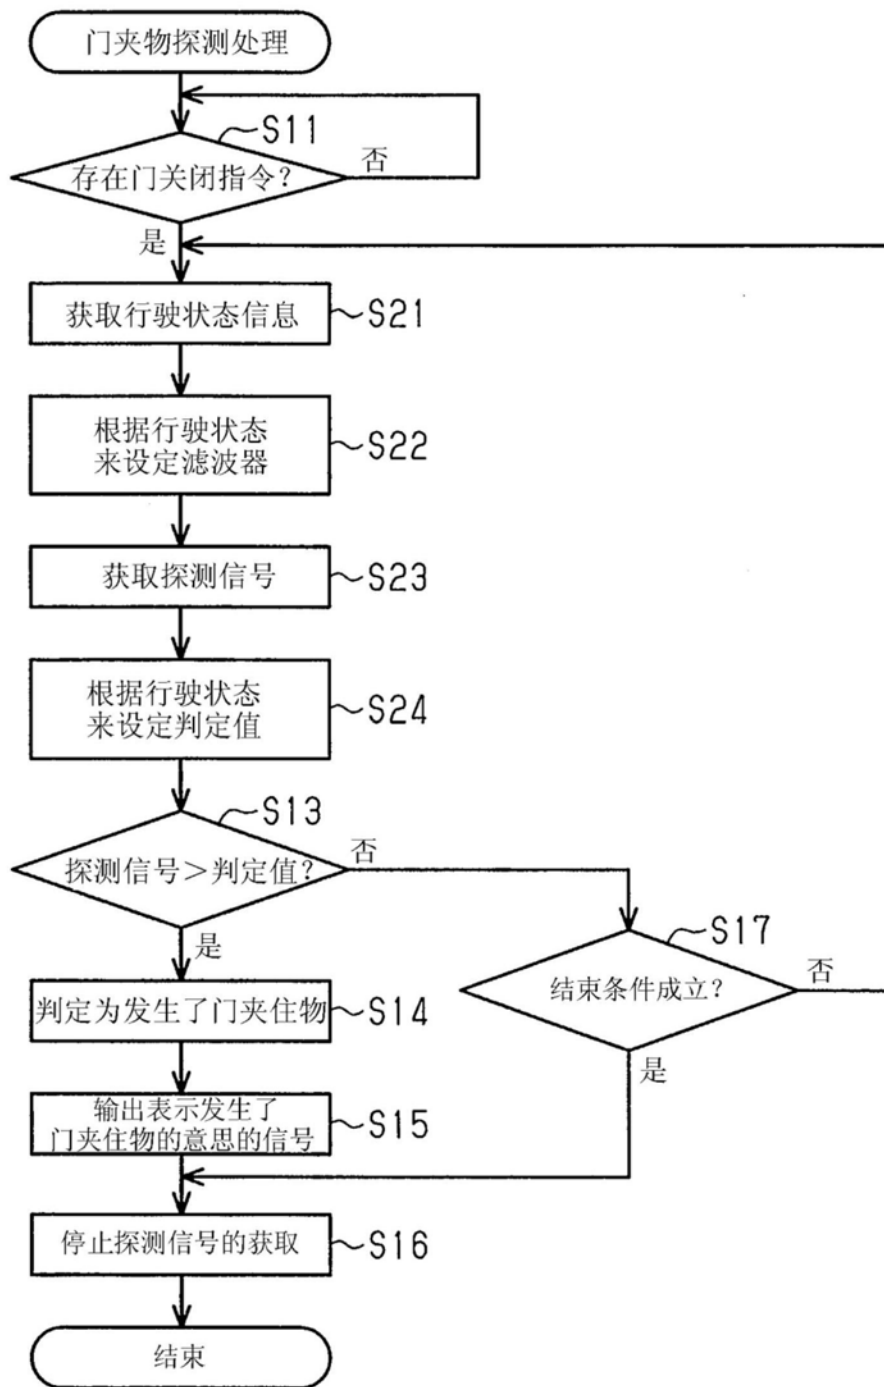 门夹物探测处理
S11
存在门关闭指令？
否
是
获取行驶状态信息
S21
根据行驶状态
来设定滤波器
S22
获取探测信号
S23
根据行驶状态
来设定判定值
S24
S13
探测信号＞判定值？
否
是
S17
结束条件成立？
否
是
判定为发生了门夹住物
S14
输出表示发生了
门夹住物的意思的信号
S15
停止探测信号的获取
S16
结束